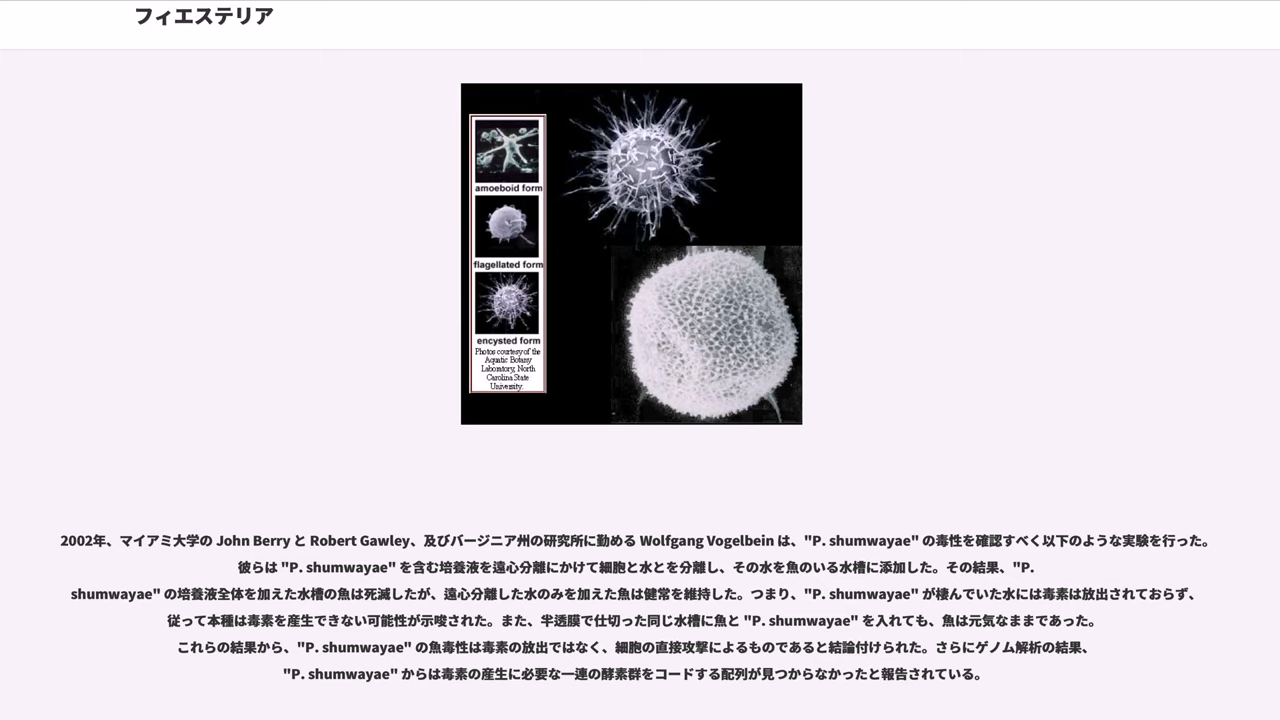 フィエステリア
amoeboid form
flagellated form
encysted form
Photos courtesy of the
Aquatic Botany
Laboratory, North
Carolina State
University.
2002年、マイアミ大学の John Berry と Robert Gawley、及びバージニア州の研究所に勤める Wolfgang Vogelbein は、"P. shumwayae" の毒性を確認すべく以下のような実験を行った。
彼らは "P. shumwayae" を含む培養液を遠心分離にかけて細胞と水とを分離し、その水を魚のいる水槽に添加した。その結果、"P.
shumwayae" の培養液全体を加えた水槽の魚は死滅したが、遠心分離した水のみを加えた魚は健常を維持した。つまり、"P. shumwayae" が棲んでいた水には毒素は放出されておらず、
従って本種は毒素を産生できない可能性が示唆された。また、半透膜で仕切った同じ水槽に魚と "P. shumwayae" を入れても、魚は元気なままであった。
これらの結果から、"P. shumwayae" の魚毒性は毒素の放出ではなく、細胞の直接攻撃によるものであると結論付けられた。さらにゲノム解析の結果、
"P. shumwayae" からは毒素の産生に必要な一連の酵素群をコードする配列が見つからなかったと報告されている。